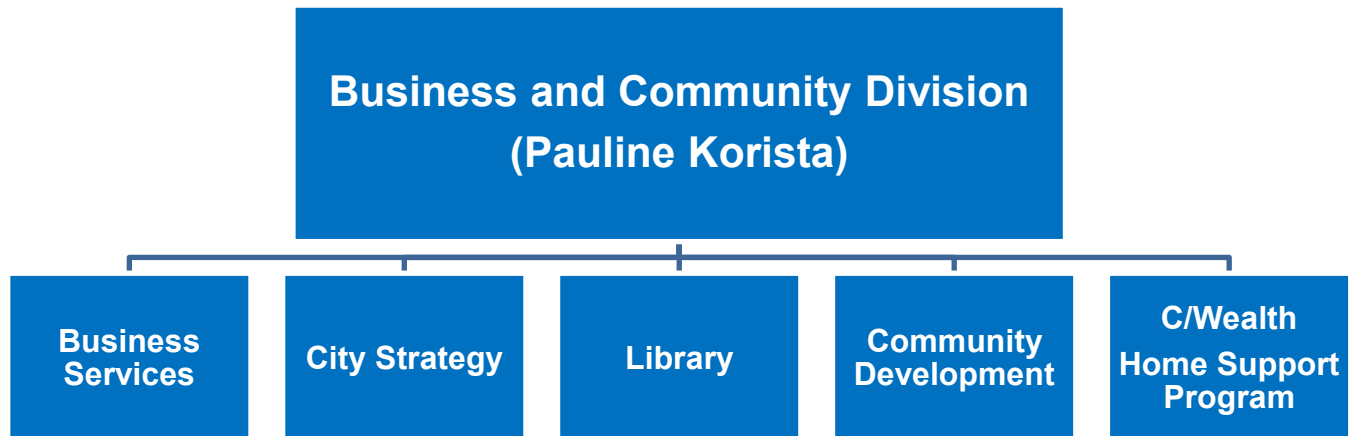 Business and Community Division
(Pauline Korista)
Business
Services
City Strategy
Library
Community
Development
C/Wealth
Home Support
Program